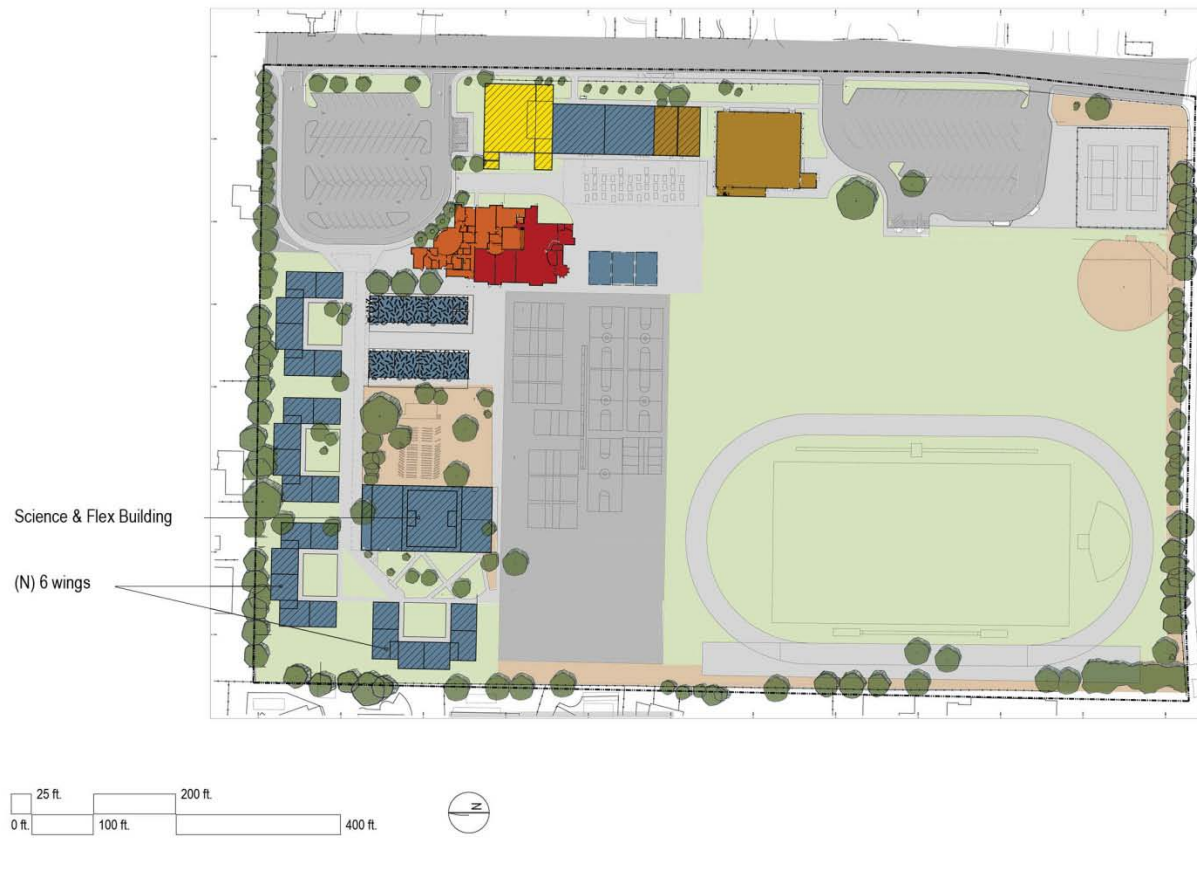 Science & Flex Building
(N) 6 wings
25 ft.
200 ft.
0 ft.
100 ft.
400 ft.
N